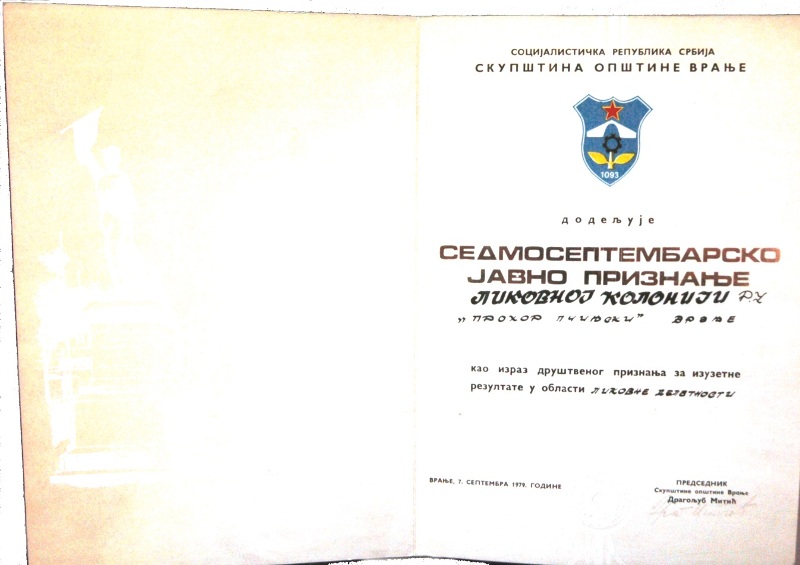 СОЦИЈАЛИСТИЧКА РЕПУБЛИКА СРБИЈА
СКУПШТИНА ОПШТИНЕ ВРАЊЕ
1093
додељује
СЕДМОСЕПТЕМБАРСКО
ЈАВНО ПРИЗНАЊЕ
ЛИКОВНОЈ КОЛОНИЈИ Р.У
„ПРОХОР ПЧИЊСКИ" ВРАЊЕ
као израз друштвеног признања за изузетне
резултате у области ЛИКОВНЕ ДЕЛАТНОСТИ
ВРАЊЕ, 7. СЕПТЕМБРА 1979. ГОДИНЕ
ПРЕДСЕДНИК
Скупштине општине Врање
Драгољуб Митић